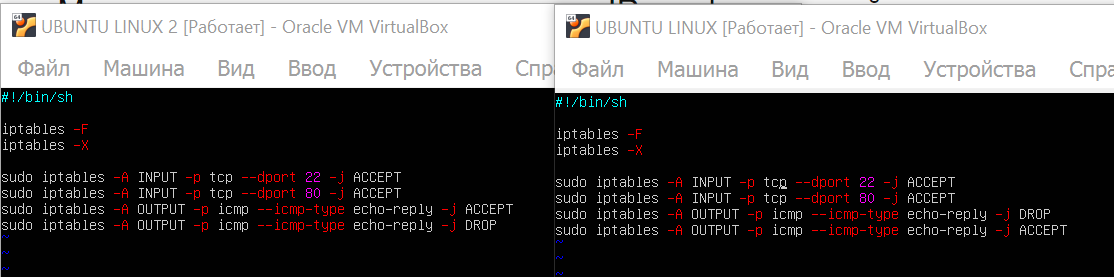 UBUNTU LINUX 2 [Работает] - Oracle VM VirtualBox
Файл Машина Вид Ввод Устройства Спра
#!/bin/sh
iptables -F
iptables -X
sudo iptables -A INPUT -p tcp --dport 22 -j ACCEPT
sudo iptables -A INPUT -p tcp --dport 80 -j ACCEPT
sudo iptables -A OUTPUT -p icmp --icmp-type echo-reply -j ACCEPT
sudo iptables -A OUTPUT -p icmp --icmp-type echo-reply -j DROP
~
~
~
UBUNTU LINUX [Работает] - Oracle VM VirtualBox
Файл Машина Вид Ввод Устройства Спра
#!/bin/sh
iptables -F
iptables -X
sudo iptables -A INPUT -p tcp --dport 22 -j ACCEPT
sudo iptables -A INPUT -p tcp --dport 80 -j ACCEPT
sudo iptables -A OUTPUT -p icmp --icmp-type echo-reply -j DROP
sudo iptables -A OUTPUT -p icmp --icmp-type echo-reply -j ACCEPT
~
~
~